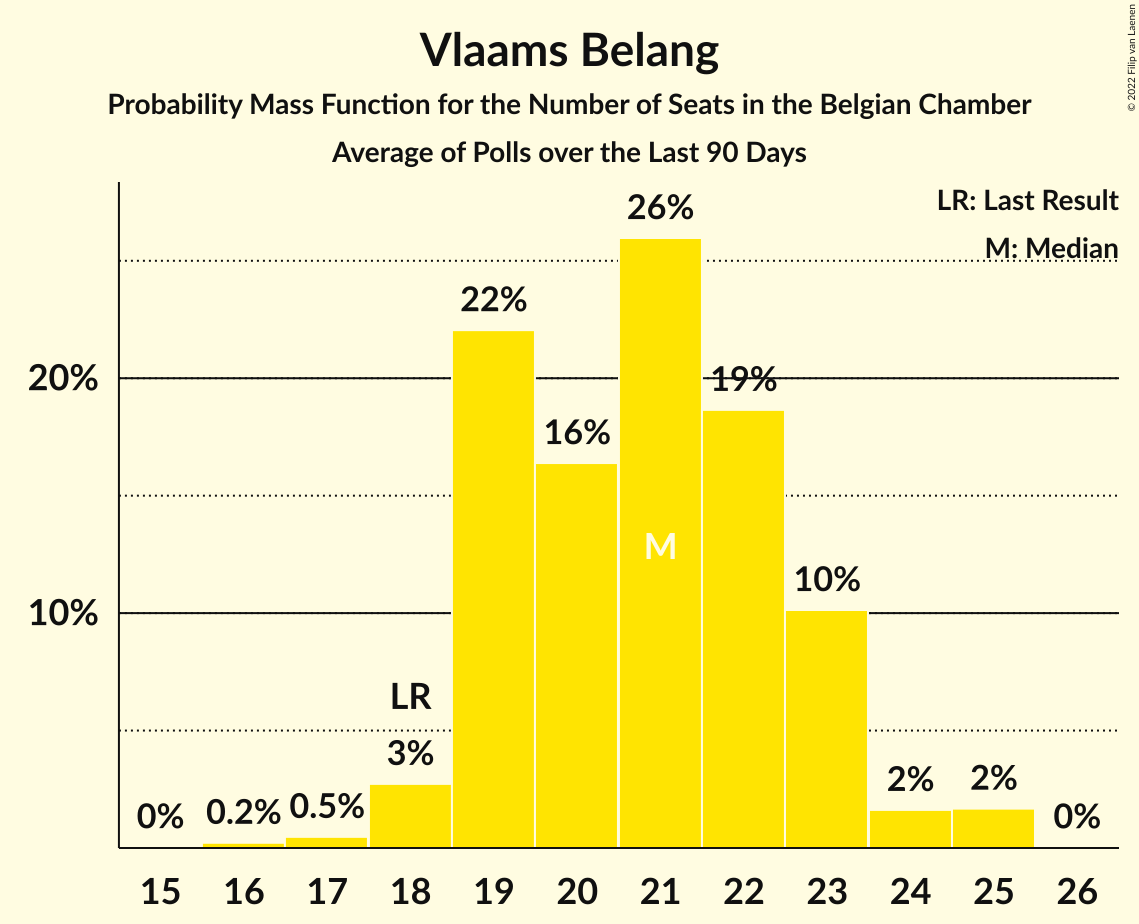 © 2022 Filip van Laenen
Vlaams Belang
Probability Mass Function for the Number of Seats in the Belgian Chamber
Average of Polls over the Last 90 Days
LR: Last Result
M: Median
26%
22%
20%
19%
16%
M
10%
10%
LR
3%
2%
2%
0%
0.2%
0.5%
0%
15 16 17 18 19 20 21 22 23 24 25 26